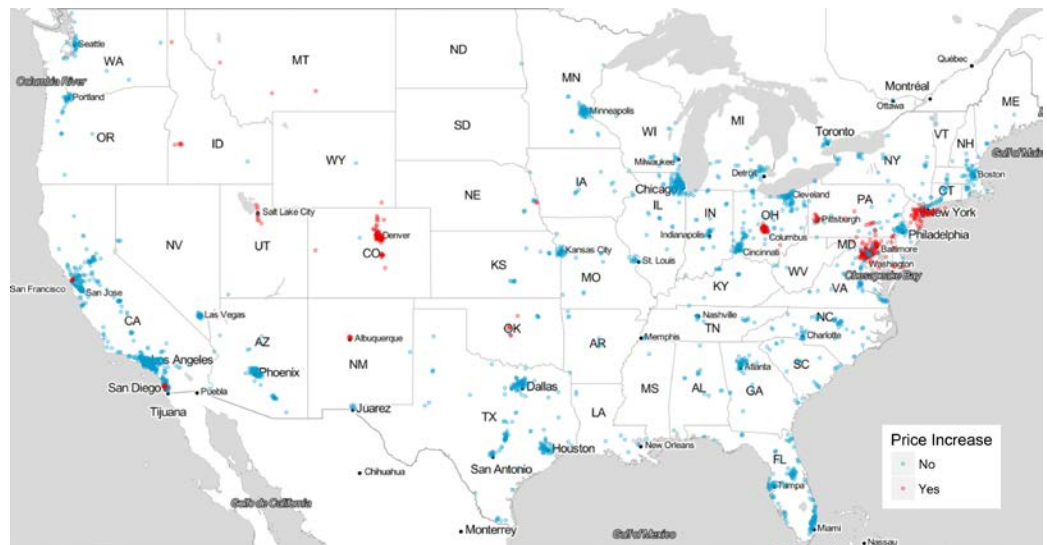 Québec
Seattle
WA
MT
ND
MN
Montréal
ME
Columbia River
Ottawa
Portland
Minneapolis
VT
OR
ID
SD
WI
MI
Toronto
NH
Gulf of Mai
WY
NY
Milwaukee
Detroit
Boston
IA
Chicago
CT
NE
Cleveland
PA
Salt Lake City
IL
IN
OH
Pittsburgh
New York
NV
UT
Denver
Columbus
Philadelphia
CO
Indianapolis
MD
Baltimore
Kansas City
Cincinnati
Washington
KS
St. Louis
WV
Chesapeake Bay
San Francisco
San Jose
MO
KY
VA
CA
Las Vegas
Nashville
NC
OK
TN
Charlotte
Albuquerque
Memphis
AZ
AR
Los Angeles
NM
SC
Phoenix
Atlanta
San Diego
Dallas
MS
AL
GA
Puebla
Tijuana
Juarez
TX
LA
Houston
New Orleans
Price Increase
No
Yes
San Antonio
FL
Chihuahua
Tampa
Golfo de California
Monterrey
Gulf of Mexico
Miami
Nassau